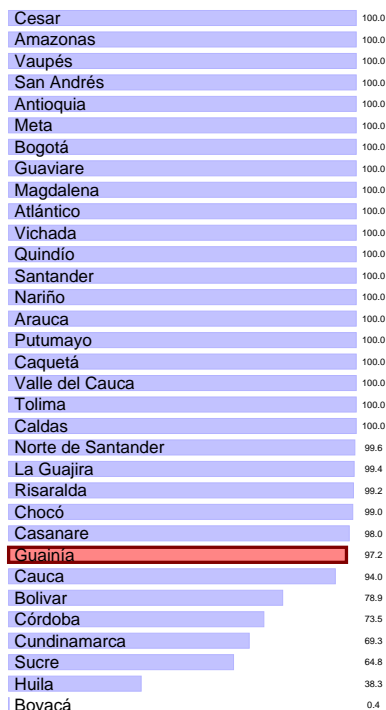 Cesar 100.0
Amazonas 100.0
Vaupés 100.0
San Andrés 100.0
Antioquia 100.0
Meta 100.0
Bogotá 100.0
Guaviare 100.0
Magdalena 100.0
Atlántico 100.0
Vichada 100.0
Quindío 100.0
Santander 100.0
Nariño 100.0
Arauca 100.0
Putumayo 100.0
Caquetá 100.0
Valle del Cauca 100.0
Tolima 100.0
Caldas 100.0
Norte de Santander 99.6
La Guajira 99.4
Risaralda 99.2
Chocó 99.0
Casanare 98.0
Guainía 97.2
Cauca 94.0
Bolivar 78.9
Córdoba 73.5
Cundinamarca 69.3
Sucre 64.8
Huila 38.3
Boyacá 0.4